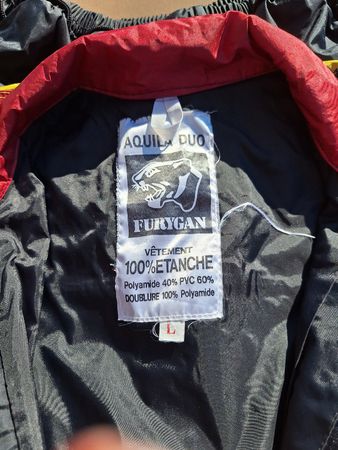 AQUILA DUO
FURYGAN
VÊTEMENT
100% ETANCHE
Polyamide 40% PVC 60%
DOUBLURE 100% Polyamide
L